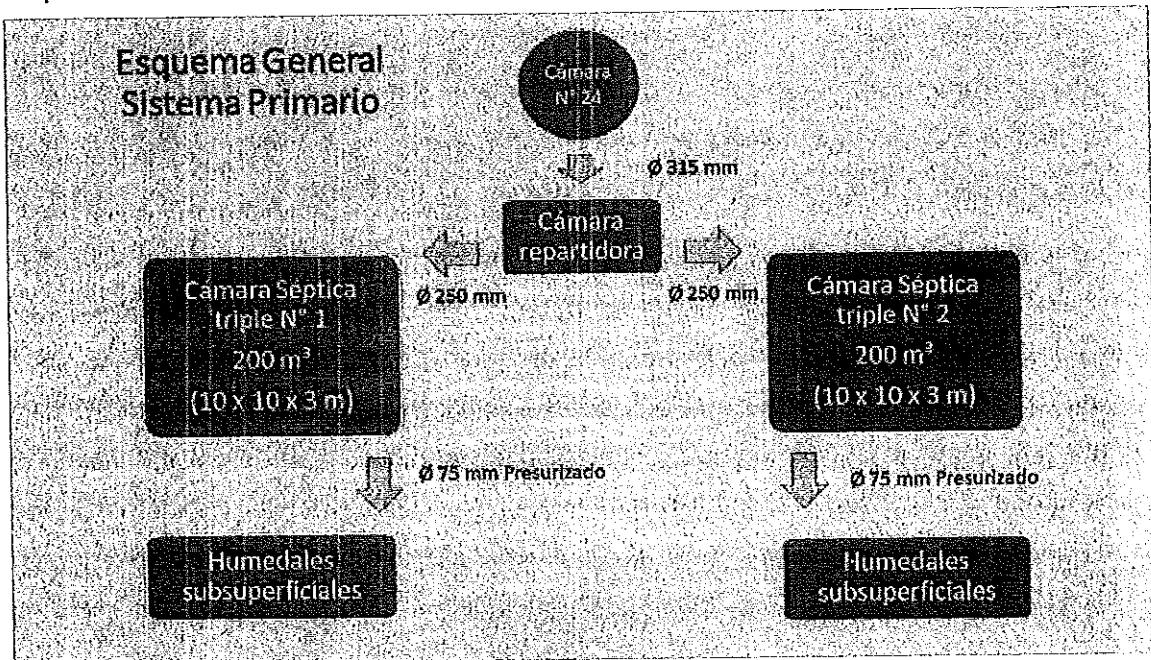 Esquema General
Sistema Primario
Cámara
N° 24
Ø 315 mm
Cámara
repartidora
Ø 250 mm
Ø 250 mm
Cámara Séptica
triple N° 1
200 m³
(10 x 10 x 3 m)
Cámara Séptica
triple N° 2
200 m³
(10 x 10 x 3 m)
Ø 75 mm Presurizado
Ø 75 mm Presurizado
Humedales
subsuperficiales
Humedales
subsuperficiales